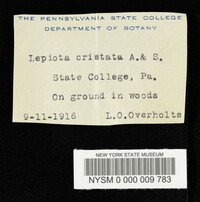 THE PENNSYLVANIA STATE COLLEGE
DEPARTMENT OF BOTANY
Lepiota cristata A.& S.
State College, Pa.
On ground in woods
9-11-1916 L.O.Overholts
NEW YORK STATE MUSEUM
NYSM 0 000 009 783